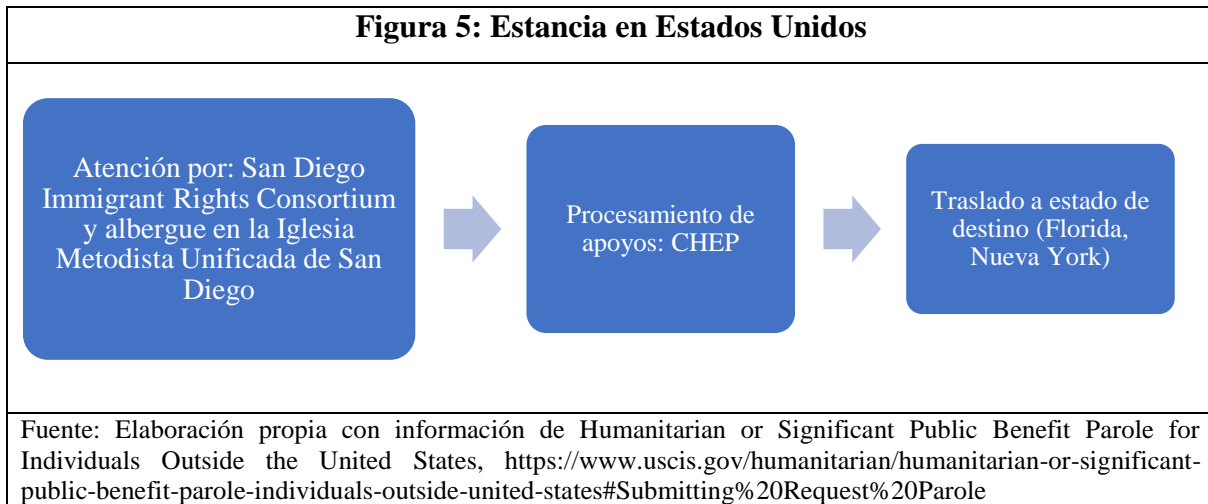 Figura 5: Estancia en Estados Unidos
Atención por: San Diego
Immigrant Rights Consortium
y albergue en la Iglesia
Metodista Unificada de San
Diego
Procesamiento de
apoyos: CHEP
Traslado a estado de
destino (Florida,
Nueva York)
Fuente: Elaboración propia con información de Humanitarian or Significant Public Benefit Parole for
Individuals Outside the United States, https://www.uscis.gov/humanitarian/humanitarian-or-significant-
public-benefit-parole-individuals-outside-united-states#Submitting%20Request%20Parole